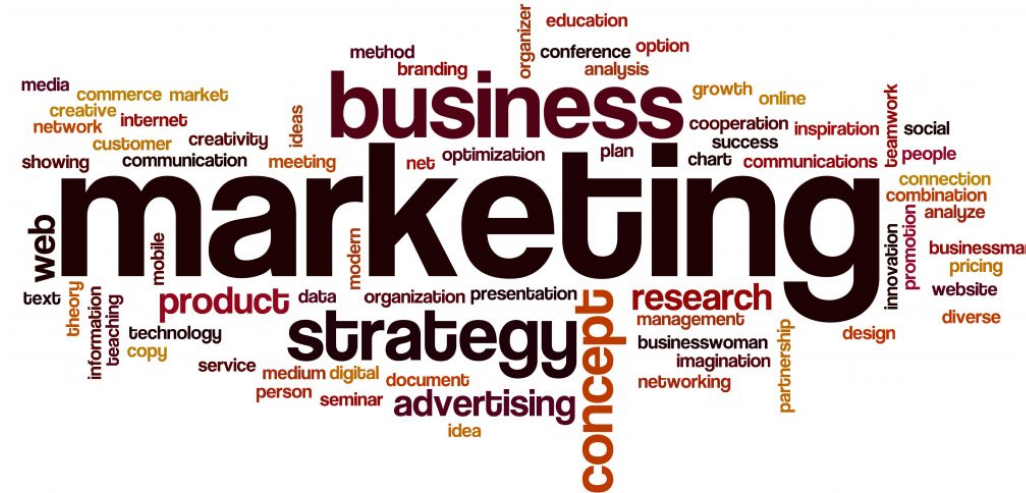 education
organizer
conference
option
method
branding
analysis
media
commerce
market
business
growth
online
creative
network
internet
customer
creativity
ideas
cooperation
inspiration
teamwork
social
success
showing
communication
meeting
net
optimization
plan
chart
communications
people
marketing
connection
combination
analyze
web
mobile
modern
innovation
promotion
businessmar
pricing
text
theory
information
teaching
product
data
organization
presentation
concept
research
website
technology
strategy
management
partnership
design
diverse
copy
businesswoman
service
medium
digital
document
imagination
networking
person
seminar
advertising
idea